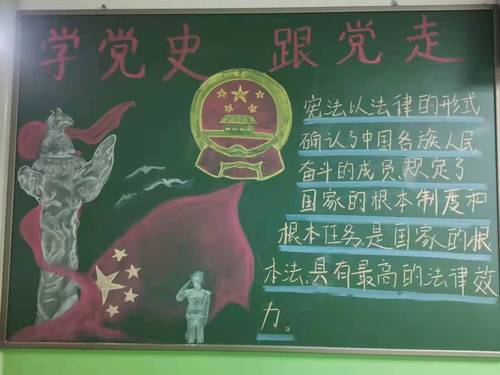 学党史 跟党走
宪法以法律的形式
确认了中国各族人民
奋斗的成员,规定了
国家的根本制度和
根本任务,是国家的根
本法,具有最高的法律效
力。